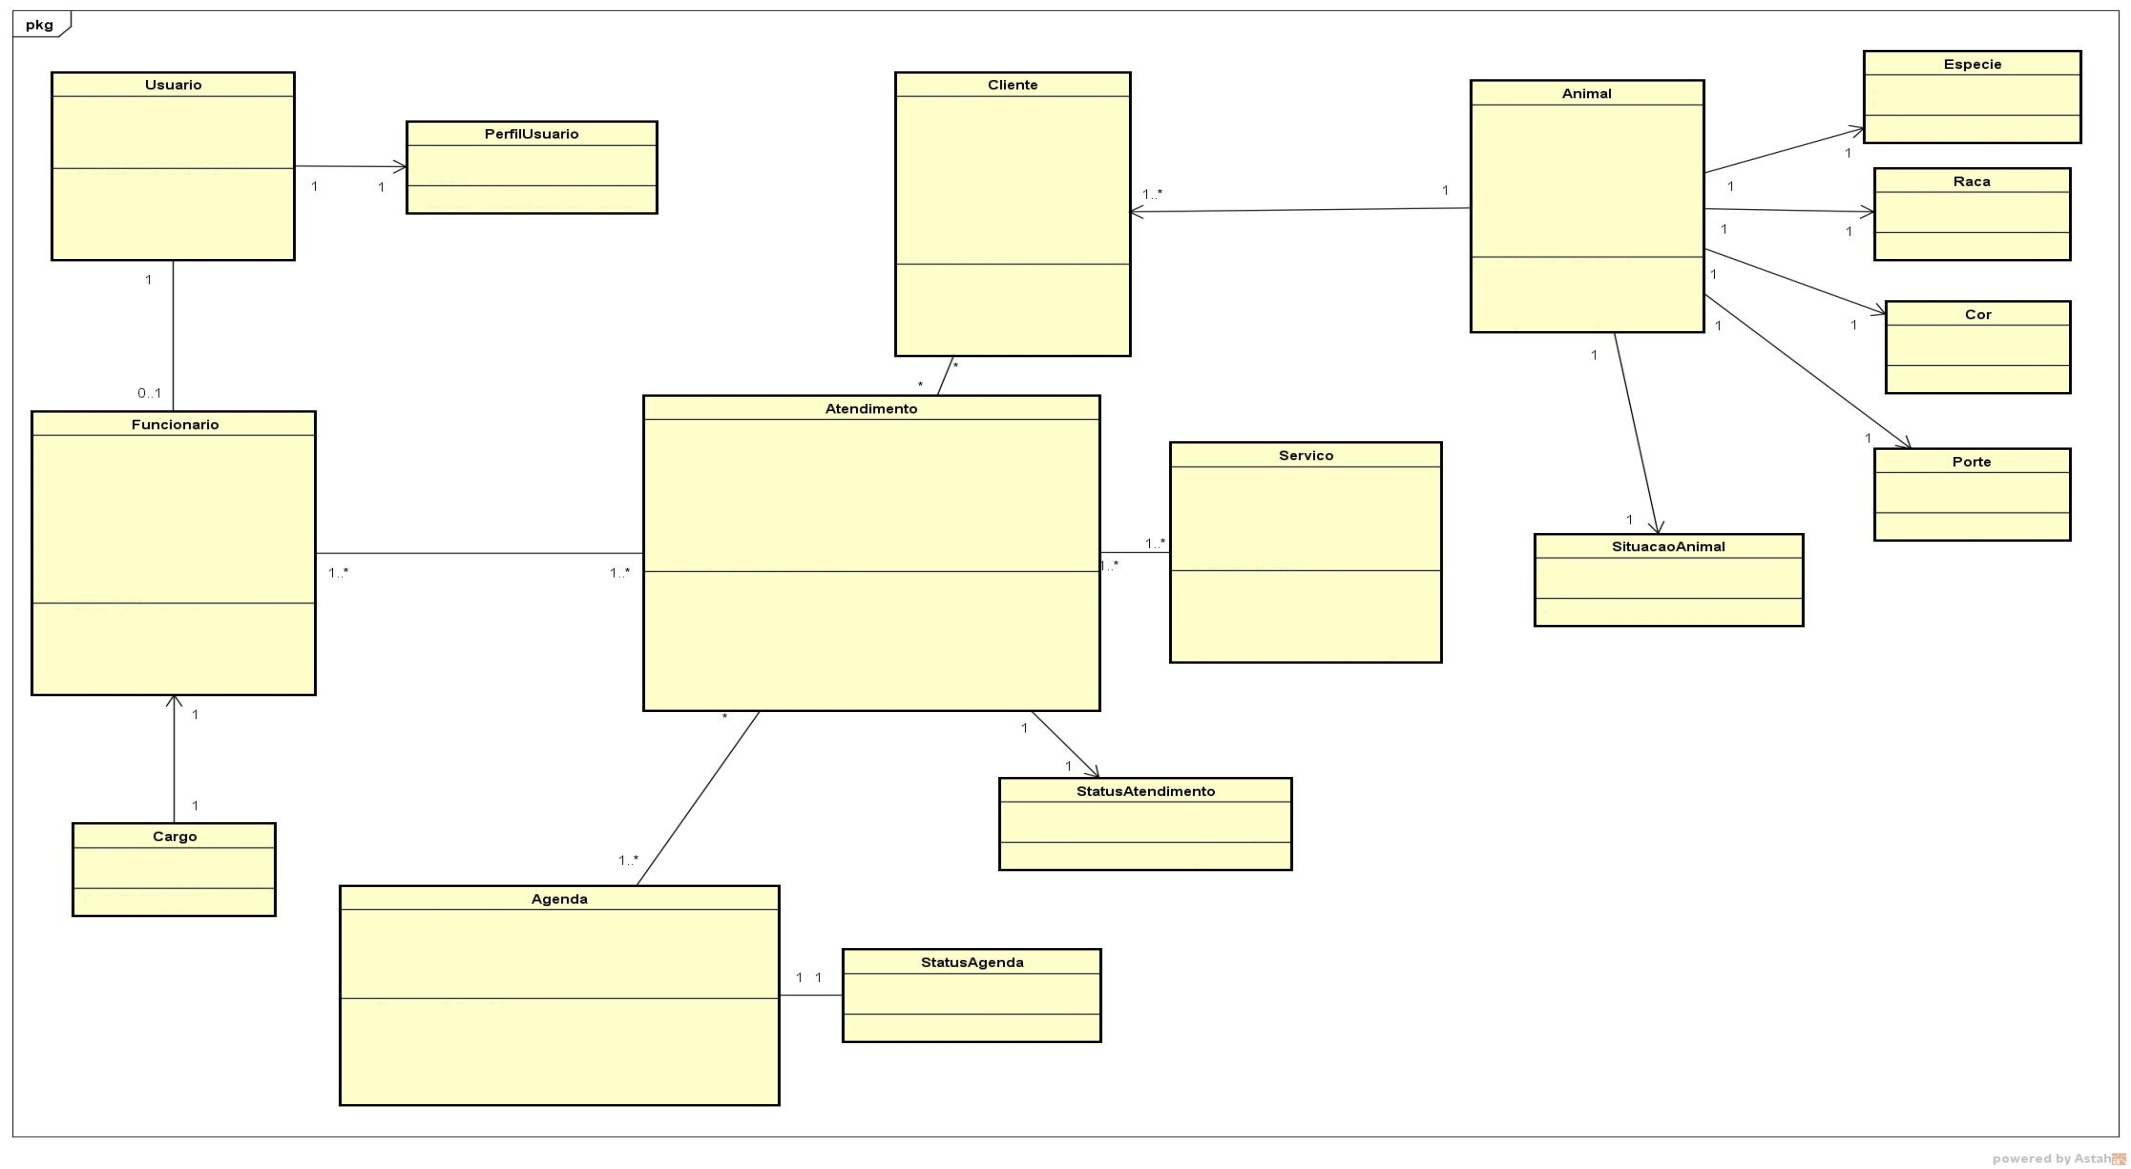 pkg
Usuario
PerfilUsuario
1
1
1
0..1
Cliente
1..*
1
Animal
Especie
1
1
Raca
1
1
Cor
1
1
Porte
1
1
SituacaoAnimal
1
1
*
*
Funcionario
1..*
1..*
Atendimento
1..*
1..*
Servico
1
1
Cargo
*
1..*
1
1
StatusAtendimento
Agenda
1
1
StatusAgenda
powered by Astah